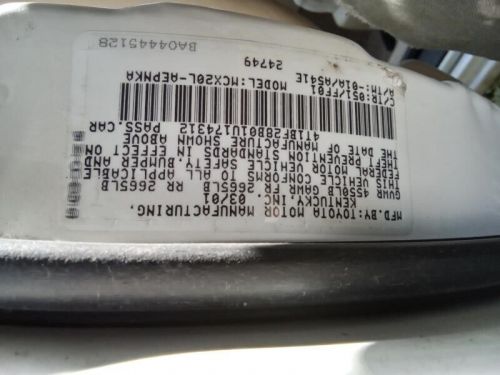 MFD.BY:TOYOTA MOTOR MANUFACTURING,
KENTUCKY,INC. 03/01
GVWR 4550LB GAWR FR 2665LB RR 2665LB
THIS VEHICLE CONFORMS TO ALL APPLICABLE
FEDERAL MOTOR VEHICLE SAFETY,BUMPER AND
THEFT PREVENTION STANDARDS IN EFFECT ON
THE DATE OF MANUFACTURE SHOWN ABOVE
4T1BF28B01U174312 PASS.CAR
C/TR:051/FF01 MODEL:MCX20L-AEPNKA
A/TM:-01A/A541E
24749
BA04445128